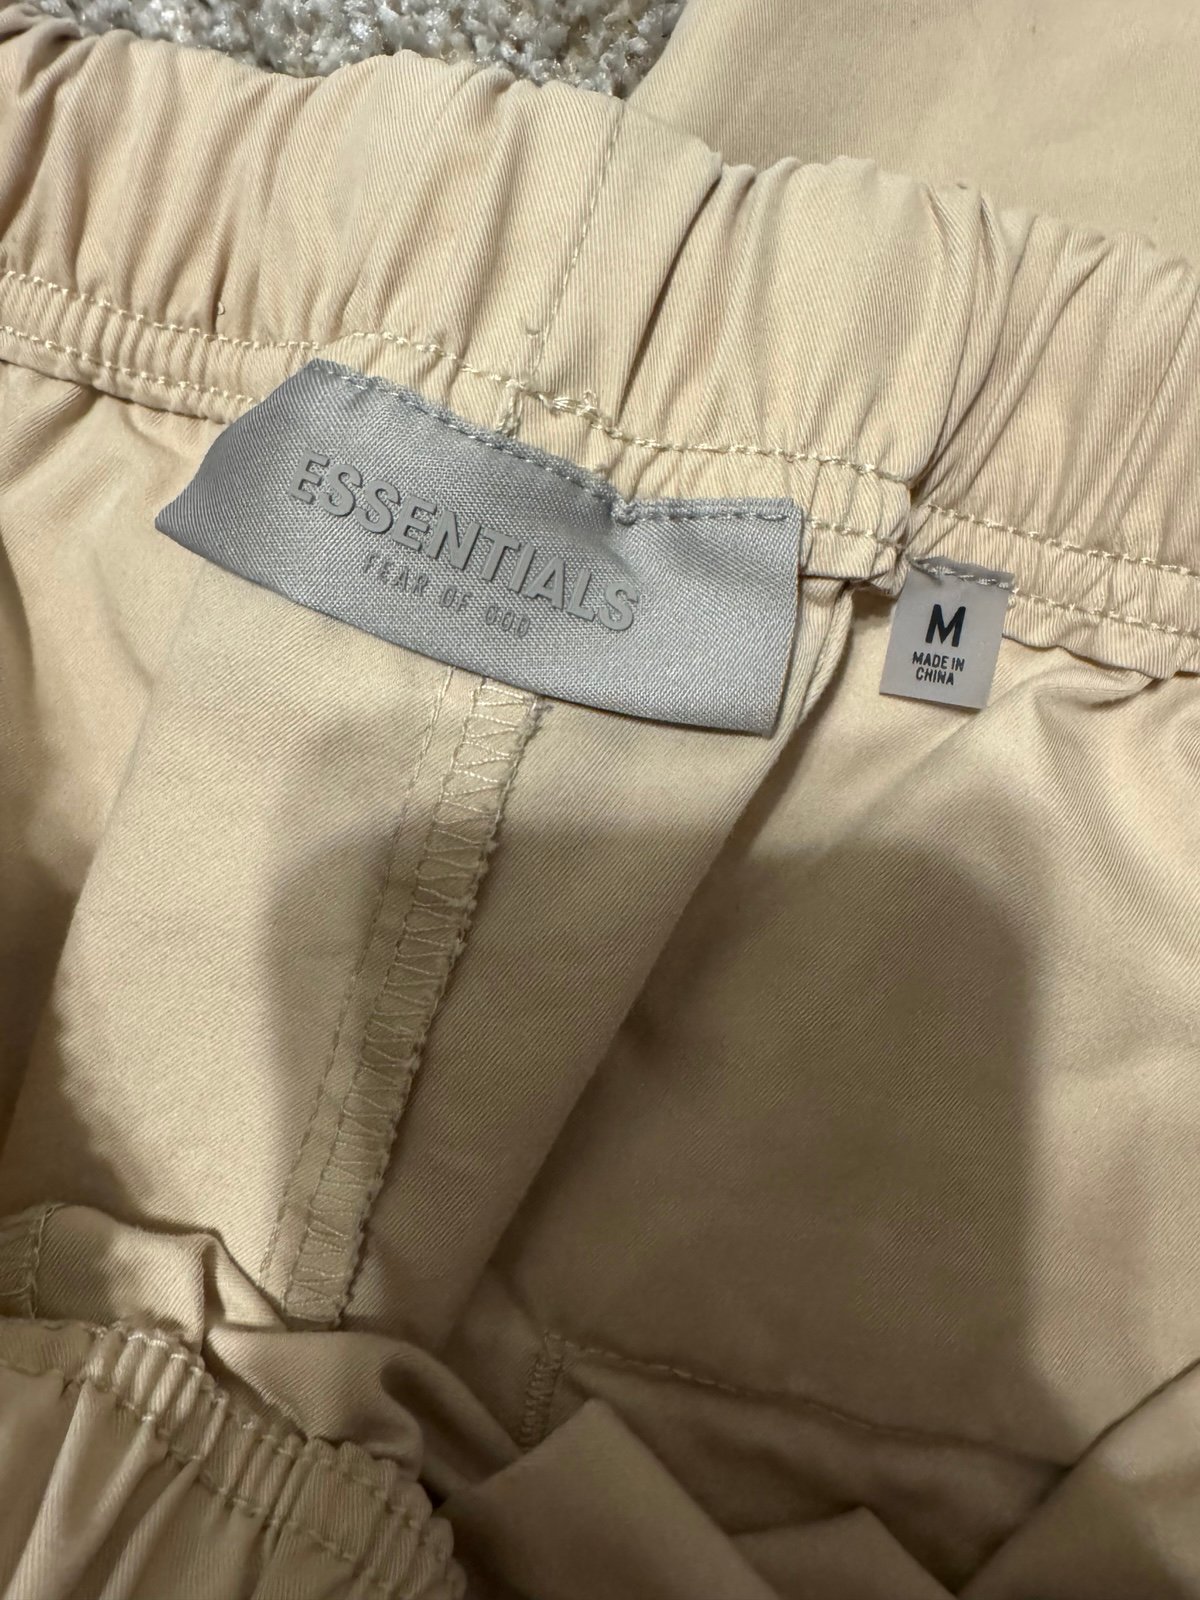 ESSENTIALS
FEAR OF GOD
M
MADE IN
CHINA